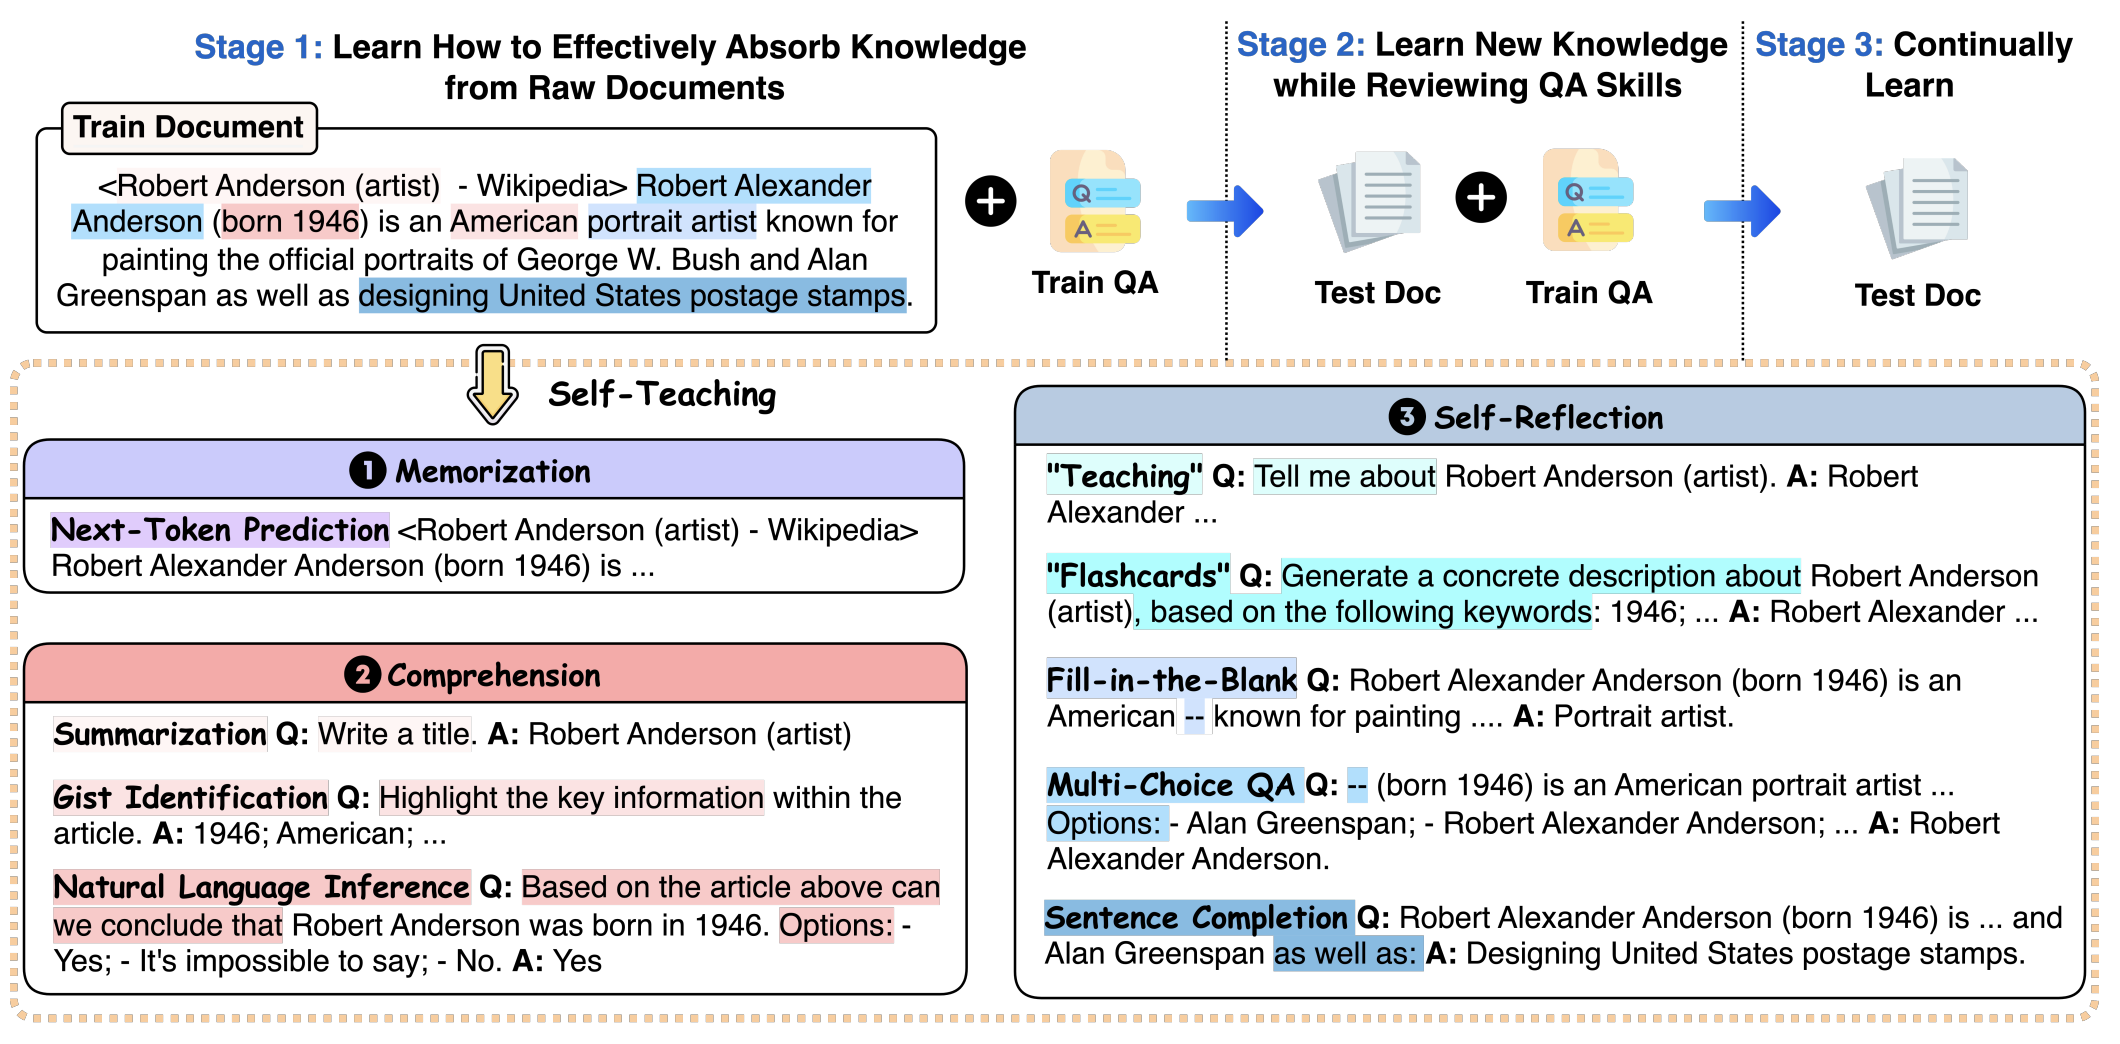 Stage 1: Learn How to Effectively Absorb Knowledge
from Raw Documents
Train Document
<Robert Anderson (artist) - Wikipedia> Robert Alexander
Anderson (born 1946) is an American portrait artist known for
painting the official portraits of George W. Bush and Alan
Greenspan as well as designing United States postage stamps.
Q
A
Train QA
Stage 2: Learn New Knowledge
while Reviewing QA Skills
Test Doc
Q
A
Train QA
Stage 3: Continually
Learn
Test Doc
Self-Teaching
1 Memorization
Next-Token Prediction <Robert Anderson (artist) - Wikipedia>
Robert Alexander Anderson (born 1946) is ...
2 Comprehension
Summarization Q: Write a title. A: Robert Anderson (artist)
Gist Identification Q: Highlight the key information within the
article. A: 1946; American; ...
Natural Language Inference Q: Based on the article above can
we conclude that Robert Anderson was born in 1946. Options: -
Yes; - It's impossible to say; - No. A: Yes
3 Self-Reflection
"Teaching" Q: Tell me about Robert Anderson (artist). A: Robert
Alexander ...
"Flashcards" Q: Generate a concrete description about Robert Anderson
(artist), based on the following keywords: 1946; ... A: Robert Alexander ...
Fill-in-the-Blank Q: Robert Alexander Anderson (born 1946) is an
American -- known for painting .... A: Portrait artist.
Multi-Choice QA Q: -- (born 1946) is an American portrait artist ...
Options: - Alan Greenspan; - Robert Alexander Anderson; ... A: Robert
Alexander Anderson.
Sentence Completion Q: Robert Alexander Anderson (born 1946) is ... and
Alan Greenspan as well as: A: Designing United States postage stamps.